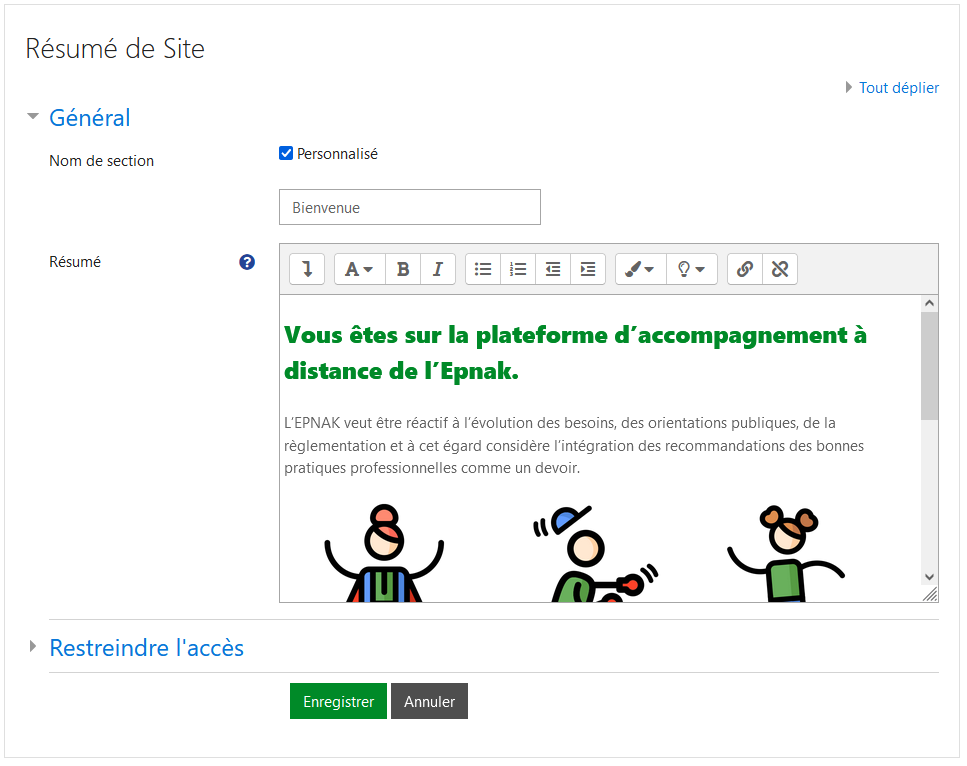 Résumé de Site
Tout déplier
Général
Nom de section
Personnalisé
Bienvenue
Résumé
A B I
Vous êtes sur la plateforme d’accompagnement à
distance de l’Epnak.
L’EPNAK veut être réactif à l’évolution des besoins, des orientations publiques, de la
règlementation et à cet égard considère l’intégration des recommandations des bonnes
pratiques professionnelles comme un devoir.
Restreindre l'accès
Enregistrer
Annuler